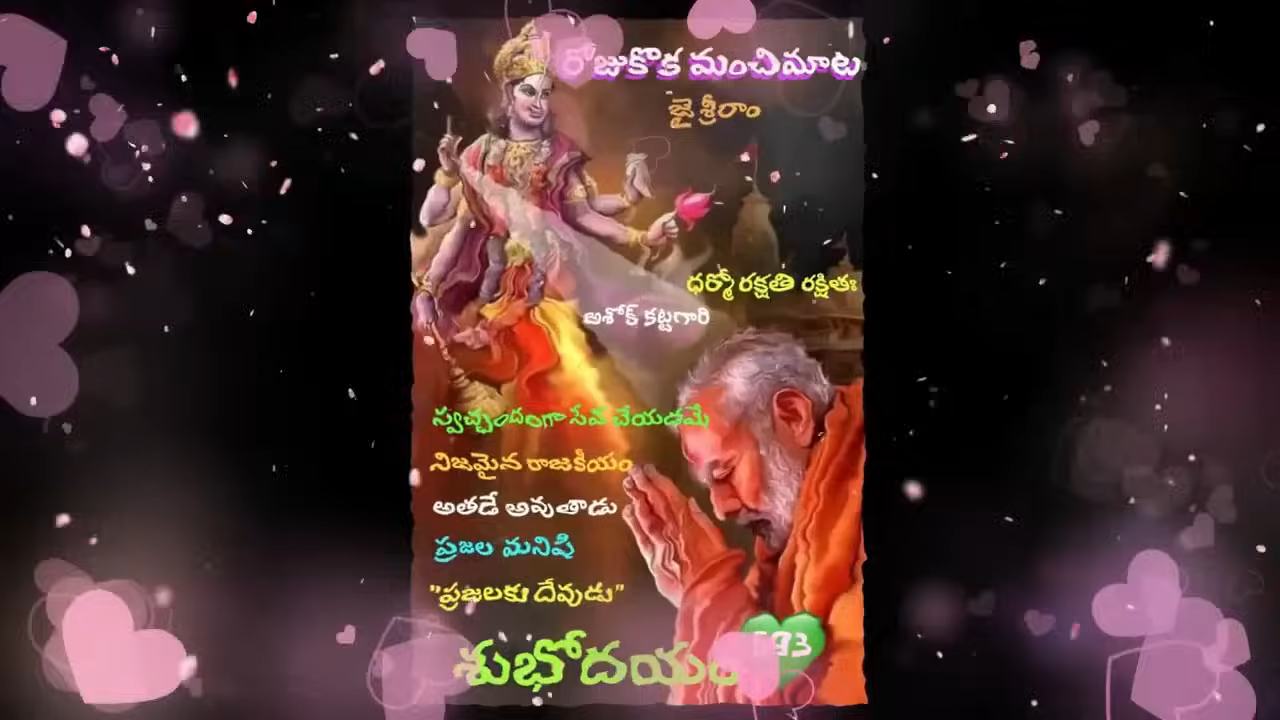 రోజుకొక మంచిమాట
జై శ్రీరాం
ధర్మో రక్షతి రక్షితః
అశోక్ కట్టగారి
స్వచ్ఛందంగా సేవ చేయడమే
నిజమైన రాజకీయం
అతడే అవుతాడు
ప్రజల మనిషి
"ప్రజలకు దేవుడు"
శుభోదయం